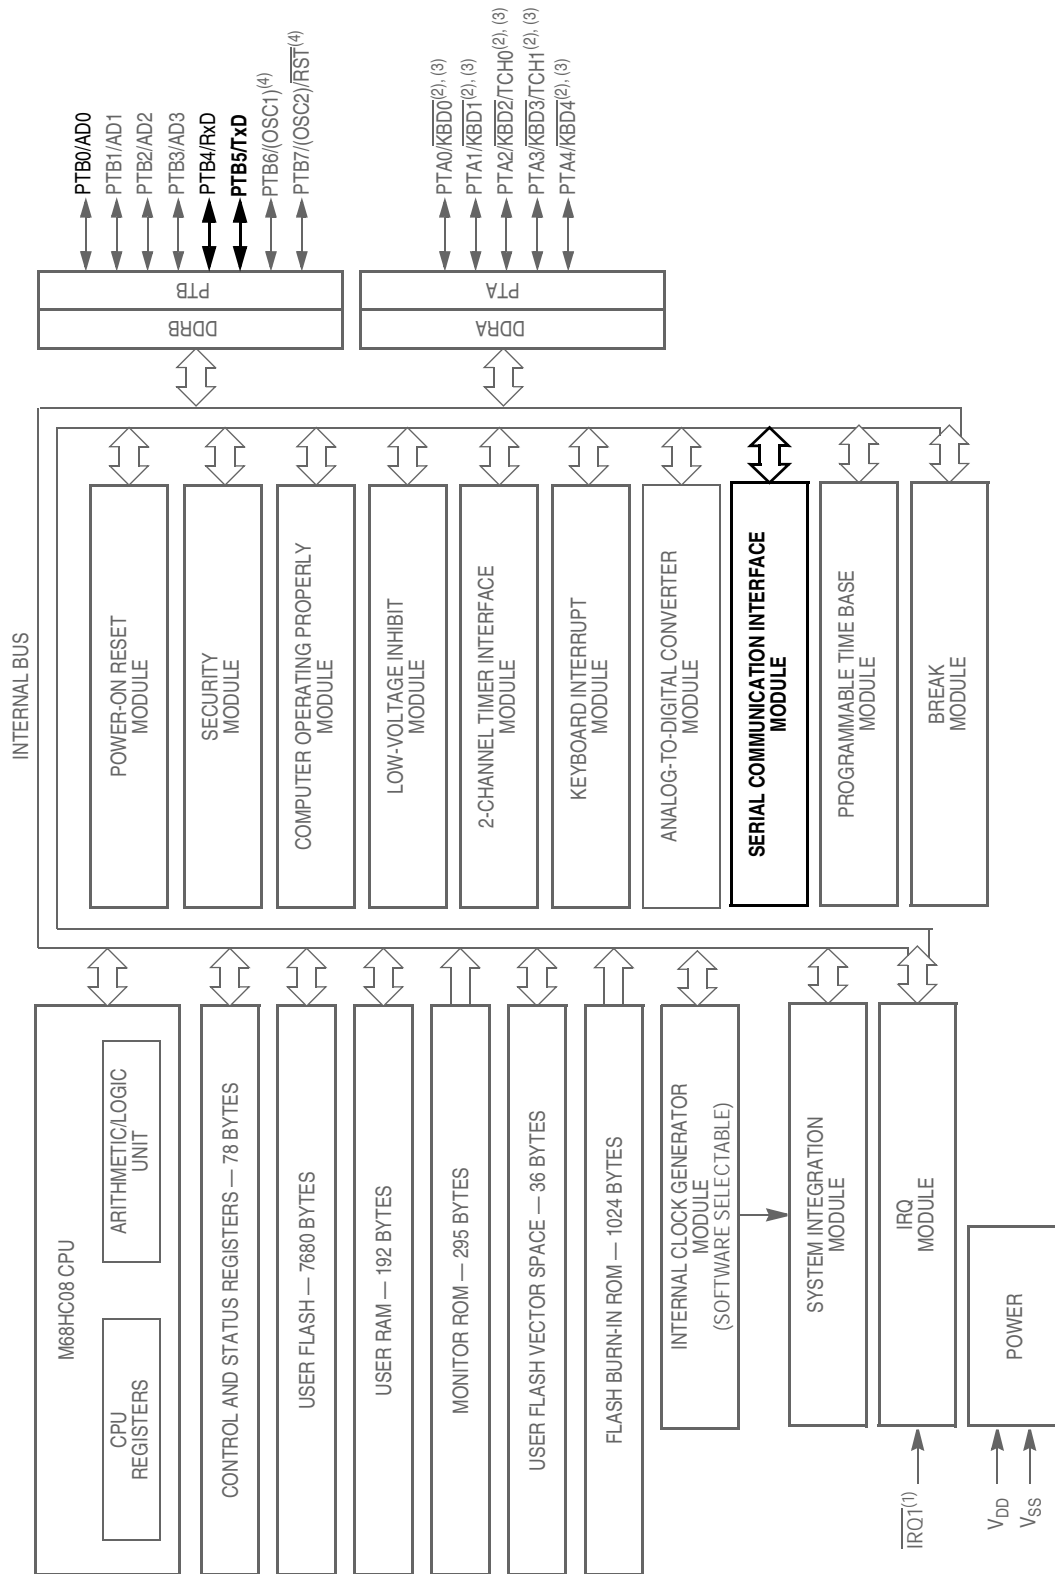 INTERNAL BUS
M68HC08 CPU
CPU
REGISTERS
ARITHMETIC/LOGIC
UNIT
CONTROL AND STATUS REGISTERS — 78 BYTES
USER FLASH — 7680 BYTES
USER RAM — 192 BYTES
MONITOR ROM — 295 BYTES
USER FLASH VECTOR SPACE — 36 BYTES
FLASH BURN-IN ROM — 1024 BYTES
INTERNAL CLOCK GENERATOR
MODULE
(SOFTWARE SELECTABLE)
SYSTEM INTEGRATION
MODULE
IRQ
MODULE
POWER
IRQ1(1)
VDD
VSS
POWER-ON RESET
MODULE
SECURITY
MODULE
COMPUTER OPERATING PROPERLY
MODULE
LOW-VOLTAGE INHIBIT
MODULE
2-CHANNEL TIMER INTERFACE
MODULE
KEYBOARD INTERRUPT
MODULE
ANALOG-TO-DIGITAL CONVERTER
MODULE
SERIAL COMMUNICATION INTERFACE
MODULE
PROGRAMMABLE TIME BASE
MODULE
BREAK
MODULE
DDRB
PTB
PTB0/AD0
PTB1/AD1
PTB2/AD2
PTB3/AD3
PTB4/RxD
PTB5/TxD
PTB6/(OSC1)(4)
PTB7/(OSC2)/RST(4)
DDRA
PTA
PTA0/KBD0(2), (3)
PTA1/KBD1(2), (3)
PTA2/KBD2/TCH0(2), (3)
PTA3/KBD3/TCH1(2), (3)
PTA4/KBD4(2), (3)